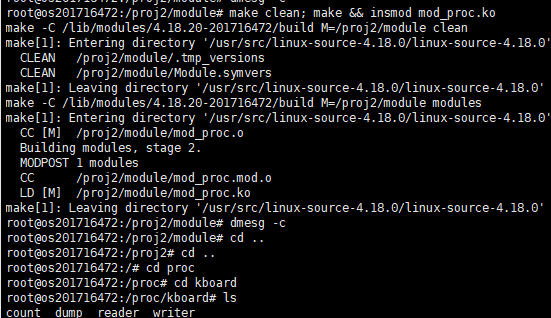 root@os201716472:/proj2/module# dmesg -c
root@os201716472:/proj2/module# make clean; make && insmod mod_proc.ko
make -C /lib/modules/4.18.20-201716472/build M=/proj2/module clean
make[1]: Entering directory '/usr/src/linux-source-4.18.0/linux-source-4.18.0'
CLEAN /proj2/module/.tmp_versions
CLEAN /proj2/module/Module.symvers
make[1]: Leaving directory '/usr/src/linux-source-4.18.0/linux-source-4.18.0'
make -C /lib/modules/4.18.20-201716472/build M=/proj2/module modules
make[1]: Entering directory '/usr/src/linux-source-4.18.0/linux-source-4.18.0'
CC [M] /proj2/module/mod_proc.o
Building modules, stage 2.
MODPOST 1 modules
CC /proj2/module/mod_proc.mod.o
LD [M] /proj2/module/mod_proc.ko
make[1]: Leaving directory '/usr/src/linux-source-4.18.0/linux-source-4.18.0'
root@os201716472:/proj2/module# dmesg -c
root@os201716472:/proj2/module# cd ..
root@os201716472:/proj2# cd ..
root@os201716472:/# cd proc
root@os201716472:/proc# cd kboard
root@os201716472:/proc/kboard# ls
count dump reader writer